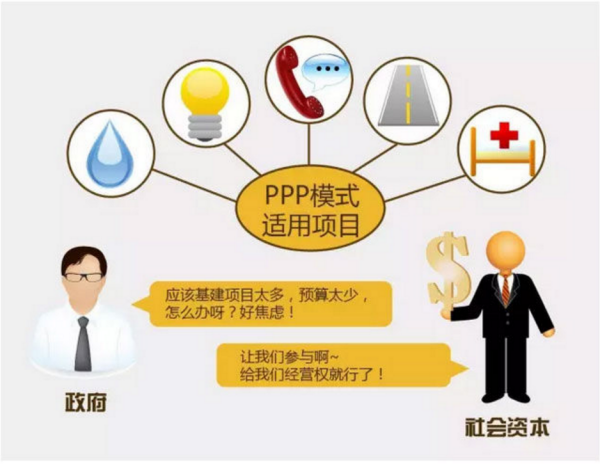 PPP模式
适用项目
应该基建项目太多，预算太少，
怎么办呀？好焦虑！
让我们参与啊~
给我们经营权就行了！
政府
社会资本